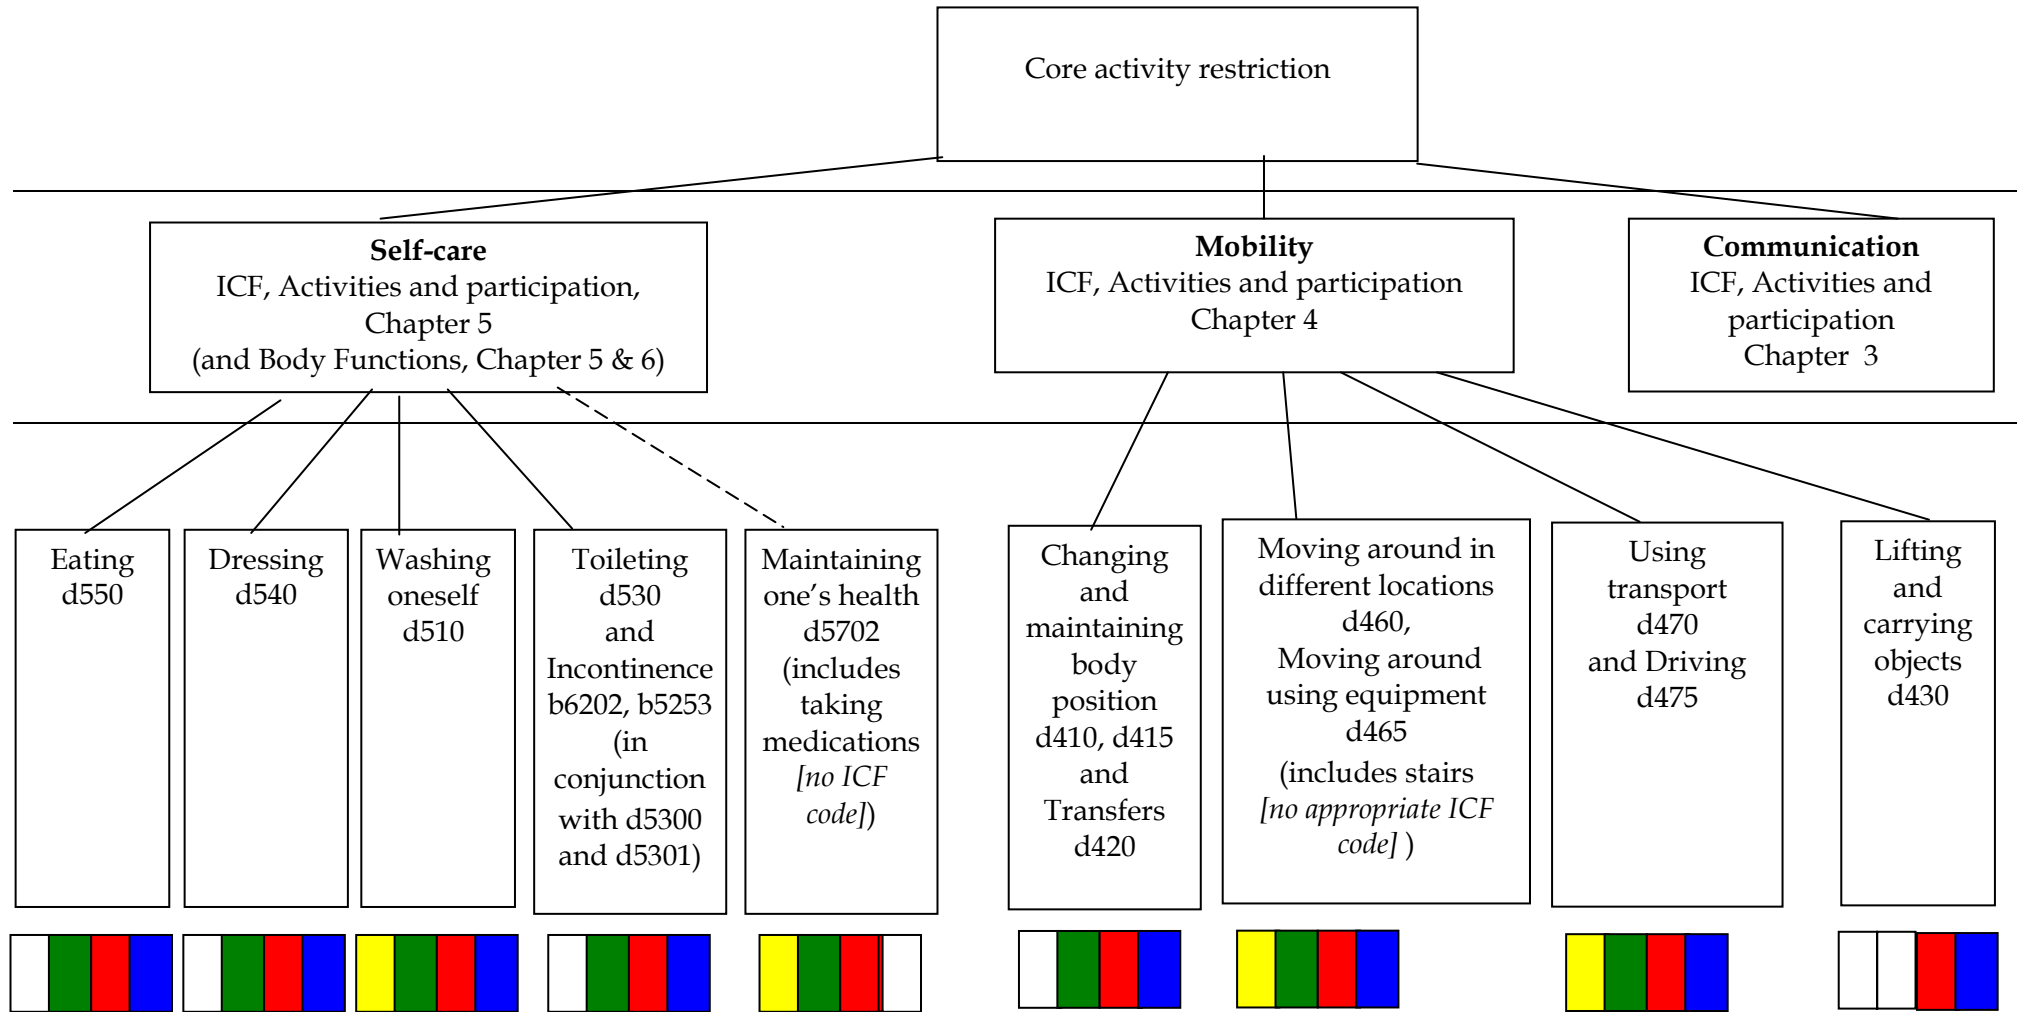 Core activity restriction
Self-care
ICF, Activities and participation,
Chapter 5
(and Body Functions, Chapter 5 & 6)
Mobility
ICF, Activities and participation
Chapter 4
Communication
ICF, Activities and
participation
Chapter 3
Eating
d550
Dressing
d540
Washing
oneself
d510
Toileting
d530
and
Incontinence
b6202, b5253
(in
conjunction
with d5300
and d5301)
Maintaining
one’s health
d5702
(includes
taking
medications
[no ICF
code])
Changing
and
maintaining
body
position
d410, d415
and
Transfers
d420
Moving around in
different locations
d460,
Moving around
using equipment
d465
(includes stairs
[no appropriate ICF
code] )
Using
transport
d470
and Driving
d475
Lifting
and
carrying
objects
d430